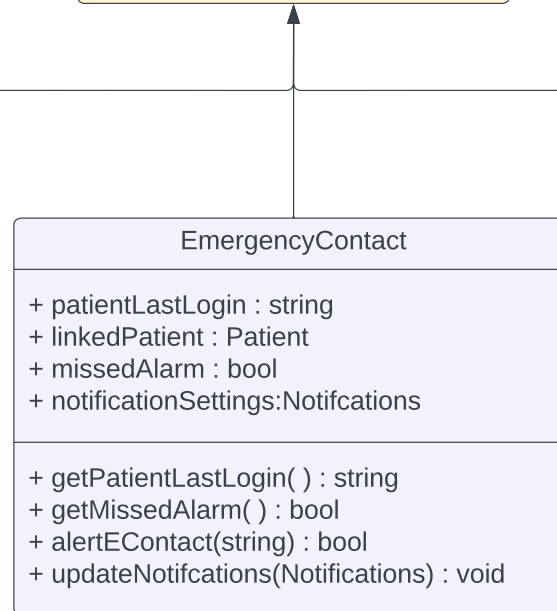 EmergencyContact
+ patientLastLogin : string
+ linkedPatient : Patient
+ missedAlarm : bool
+ notificationSettings:Notifcations
+ getPatientLastLogin( ) : string
+ getMissedAlarm( ) : bool
+ alertEContact(string) : bool
+ updateNotifcations(Notifications) : void